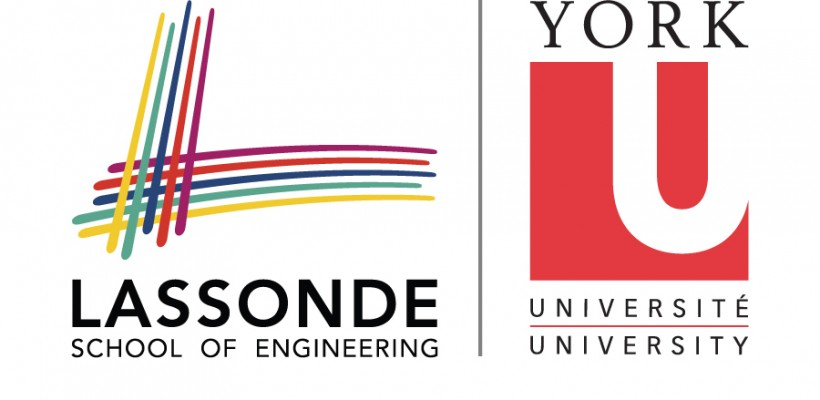 LASSONDE
SCHOOL OF ENGINEERING
YORK
U
UNIVERSITÉ
UNIVERSITY